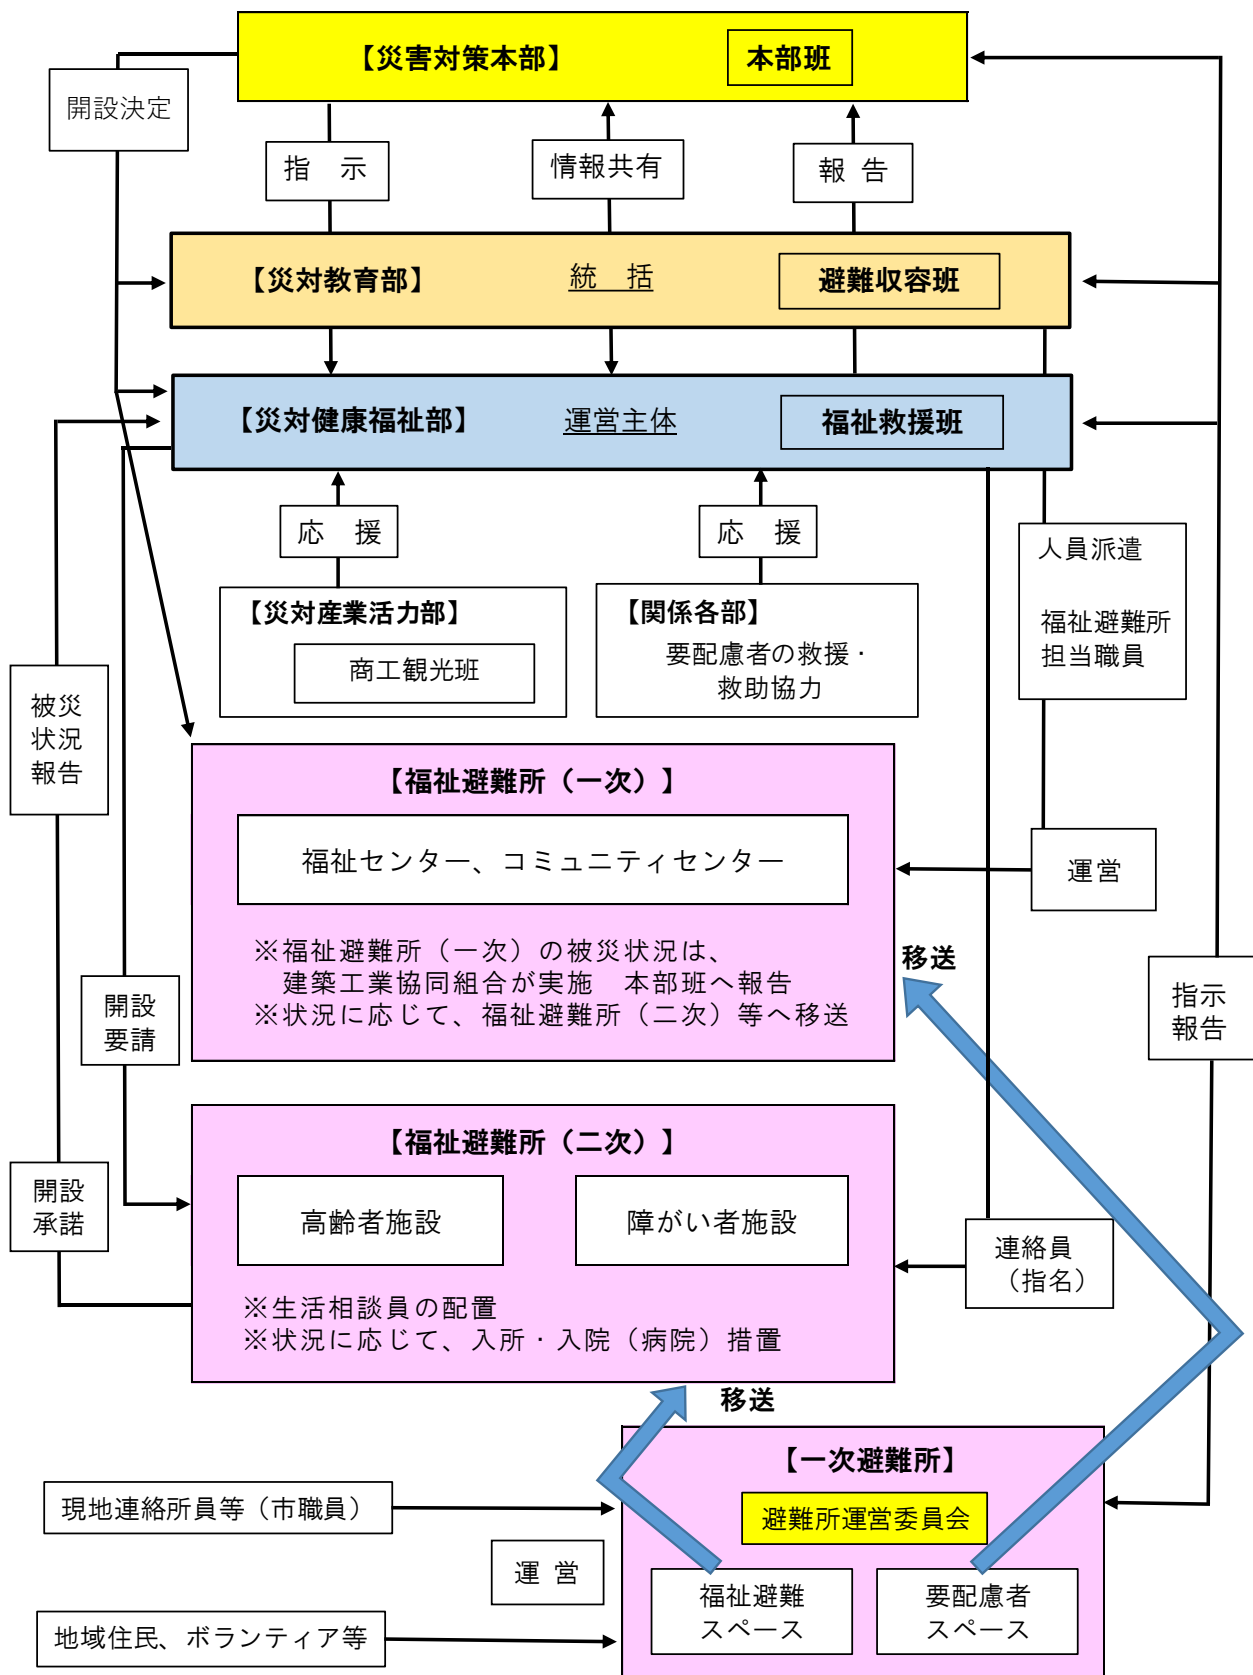 【災害対策本部】 本部班
開設決定
指　示
情報共有
報 告
【災対教育部】 統　括 避難収容班
【災対健康福祉部】 運営主体 福祉救援班
応　援
応　援
人員派遣
福祉避難所
担当職員
【災対産業活力部】
商工観光班
【関係各部】
要配慮者の救援・
救助協力
被災
状況
報告
【福祉避難所（一次）】
福祉センター、コミュニティセンター
運営
※福祉避難所（一次）の被災状況は、
建築工業協同組合が実施　本部班へ報告
※状況に応じて、福祉避難所（二次）等へ移送
移送
開設
要請
指示
報告
【福祉避難所（二次）】
高齢者施設
障がい者施設
開設
承諾
連絡員
（指名）
※生活相談員の配置
※状況に応じて、入所・入院（病院）措置
移送
【一次避難所】
現地連絡所員等（市職員）
避難所運営委員会
運 営
福祉避難
スペース
要配慮者
スペース
地域住民、ボランティア等